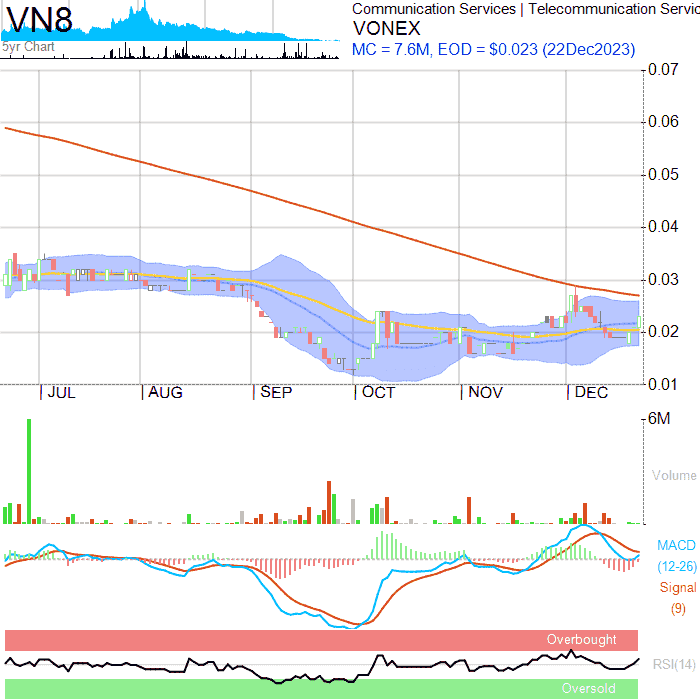 VN8
Communication Services | Telecommunication Servic
VONEX
5yr Chart
MC = 7.6M, EOD = $0.023 (22Dec2023)
0.07
0.06
0.05
0.04
0.03
0.02
0.01
JUL
AUG
SEP
OCT
NOV
DEC
6M
Volume
MACD
(12-26)
Signal
(9)
Overbought
RSI(14)
Oversold